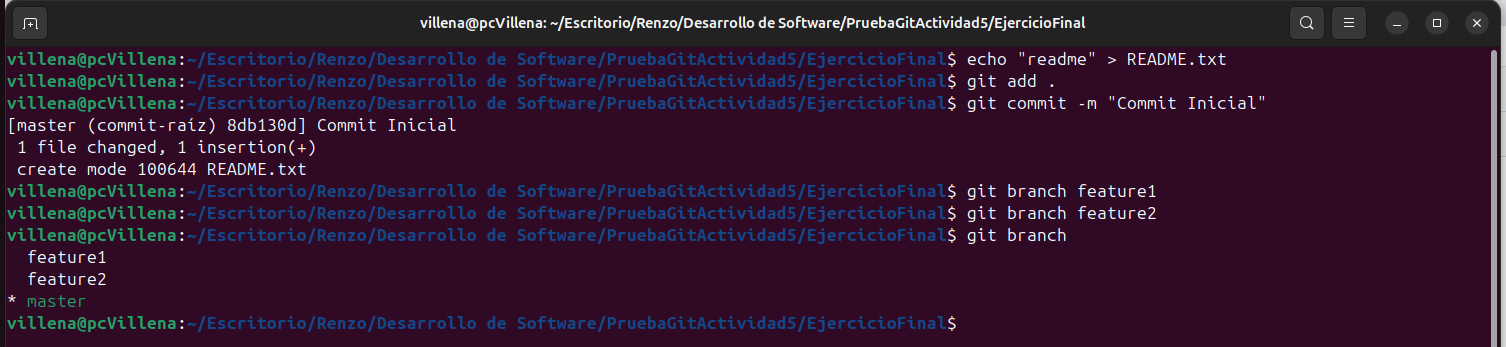 villena@pcVillena: ~/Escritorio/Renzo/Desarrollo de Software/PruebaGitActividad5/EjercicioFinal
villena@pcVillena:~/Escritorio/Renzo/Desarrollo de Software/PruebaGitActividad5/EjercicioFinal$ echo "readme" > README.txt
villena@pcVillena:~/Escritorio/Renzo/Desarrollo de Software/PruebaGitActividad5/EjercicioFinal$ git add .
villena@pcVillena:~/Escritorio/Renzo/Desarrollo de Software/PruebaGitActividad5/EjercicioFinal$ git commit -m "Commit Inicial"
[master (commit-raíz) 8db130d] Commit Inicial
 1 file changed, 1 insertion(+)
 create mode 100644 README.txt
villena@pcVillena:~/Escritorio/Renzo/Desarrollo de Software/PruebaGitActividad5/EjercicioFinal$ git branch feature1
villena@pcVillena:~/Escritorio/Renzo/Desarrollo de Software/PruebaGitActividad5/EjercicioFinal$ git branch feature2
villena@pcVillena:~/Escritorio/Renzo/Desarrollo de Software/PruebaGitActividad5/EjercicioFinal$ git branch
  feature1
  feature2
* master
villena@pcVillena:~/Escritorio/Renzo/Desarrollo de Software/PruebaGitActividad5/EjercicioFinal$